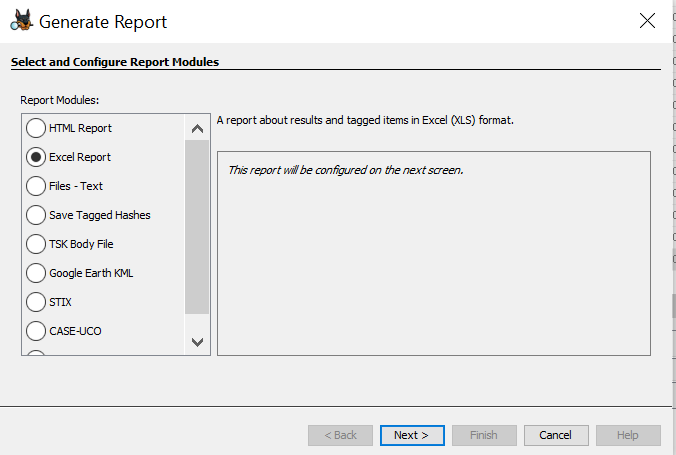 Generate Report
Select and Configure Report Modules
Report Modules:
HTML Report
Excel Report
Files - Text
Save Tagged Hashes
TSK Body File
Google Earth KML
STIX
CASE-UCO
A report about results and tagged items in Excel (XLS) format.
This report will be configured on the next screen.
< Back
Next >
Finish
Cancel
Help